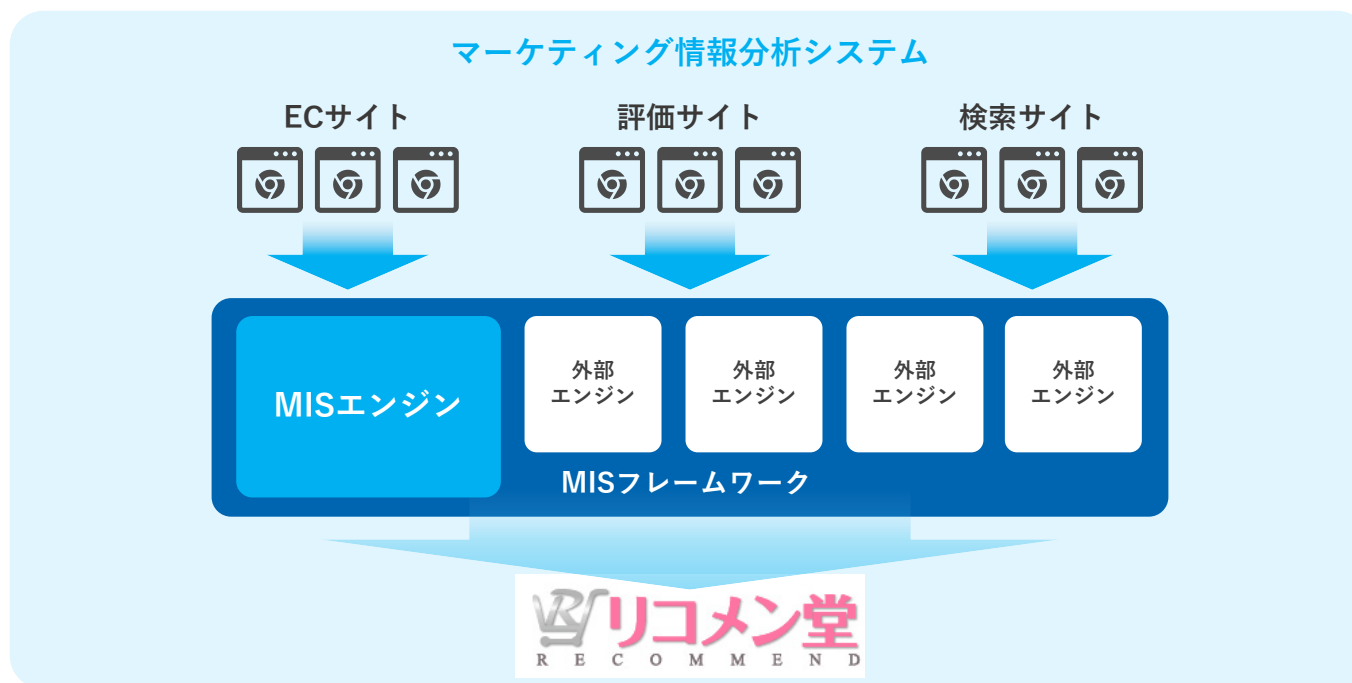 マーケティング情報分析システム
ECサイト
評価サイト
検索サイト
MISエンジン
外部
エンジン
外部
エンジン
外部
エンジン
外部
エンジン
MISフレームワーク
リコメン堂
RECOMMEND